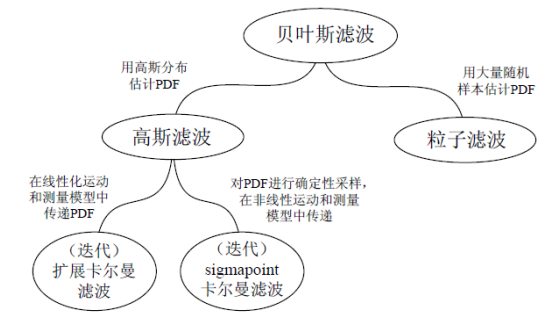 贝叶斯滤波
用高斯分布
估计PDF
用大量随机
样本估计PDF
高斯滤波
粒子滤波
在线性化运动
和测量模型中
传递PDF
对PDF进行确定性采样，
在非线性运动和测量
模型中传递
（迭代）
扩展卡尔曼
滤波
（迭代）
sigmapoint
卡尔曼滤波